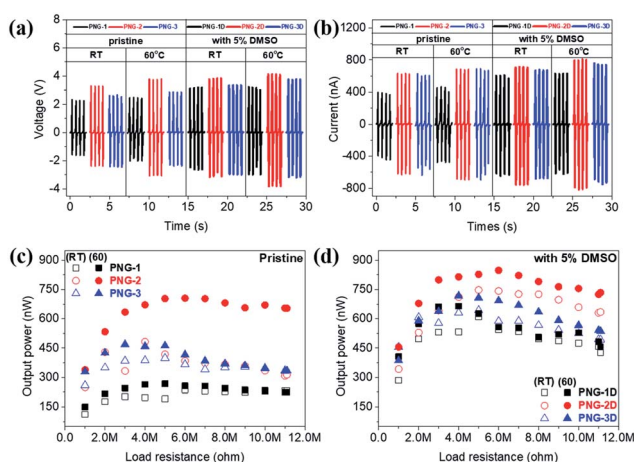 (a)
PNG-1 PNG-2 PNG-3 PNG-1D PNG-2D PNG-3D
pristine with 5% DMSO
RT 60°C RT 60°C
8
6
4
2
0
-2
-4
Voltage (V)
0 5 10 15 20 25 30
Time (s)
(b)
PNG-1 PNG-2 PNG-3 PNG-1D PNG-2D PNG-3D
pristine with 5% DMSO
RT 60°C RT 60°C
1200
800
400
0
-400
-800
Current (nA)
0 5 10 15 20 25 30
Times (s)
(c)
(RT) (60) Pristine
PNG-1
PNG-2
PNG-3
900
750
600
450
300
150
Output power (nW)
0.0 2.0M 4.0M 6.0M 8.0M 10.0M 12.0M
Load resistance (ohm)
(d)
with 5% DMSO
900
750
600
450
300
150
Output power (nW)
(RT) (60)
PNG-1D
PNG-2D
PNG-3D
0.0 2.0M 4.0M 6.0M 8.0M 10.0M 12.0M
Load resistance (ohm)